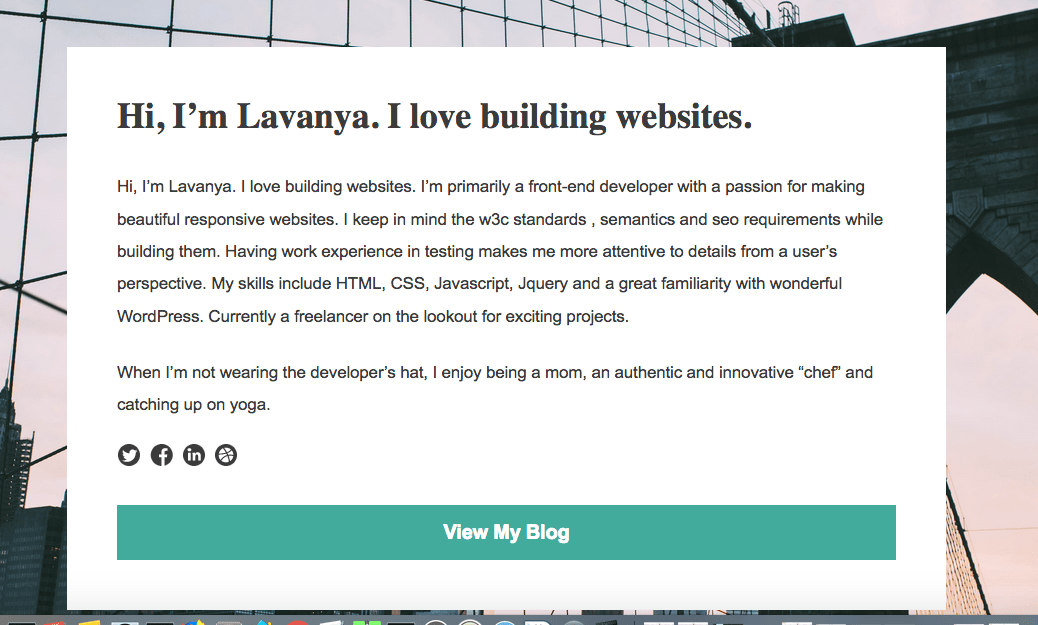 Hi, I’m Lavanya. I love building websites.
Hi, I’m Lavanya. I love building websites. I’m primarily a front-end developer with a passion for making
beautiful responsive websites. I keep in mind the w3c standards , semantics and seo requirements while
building them. Having work experience in testing makes me more attentive to details from a user’s
perspective. My skills include HTML, CSS, Javascript, Jquery and a great familiarity with wonderful
WordPress. Currently a freelancer on the lookout for exciting projects.
When I’m not wearing the developer’s hat, I enjoy being a mom, an authentic and innovative “chef” and
catching up on yoga.
View My Blog